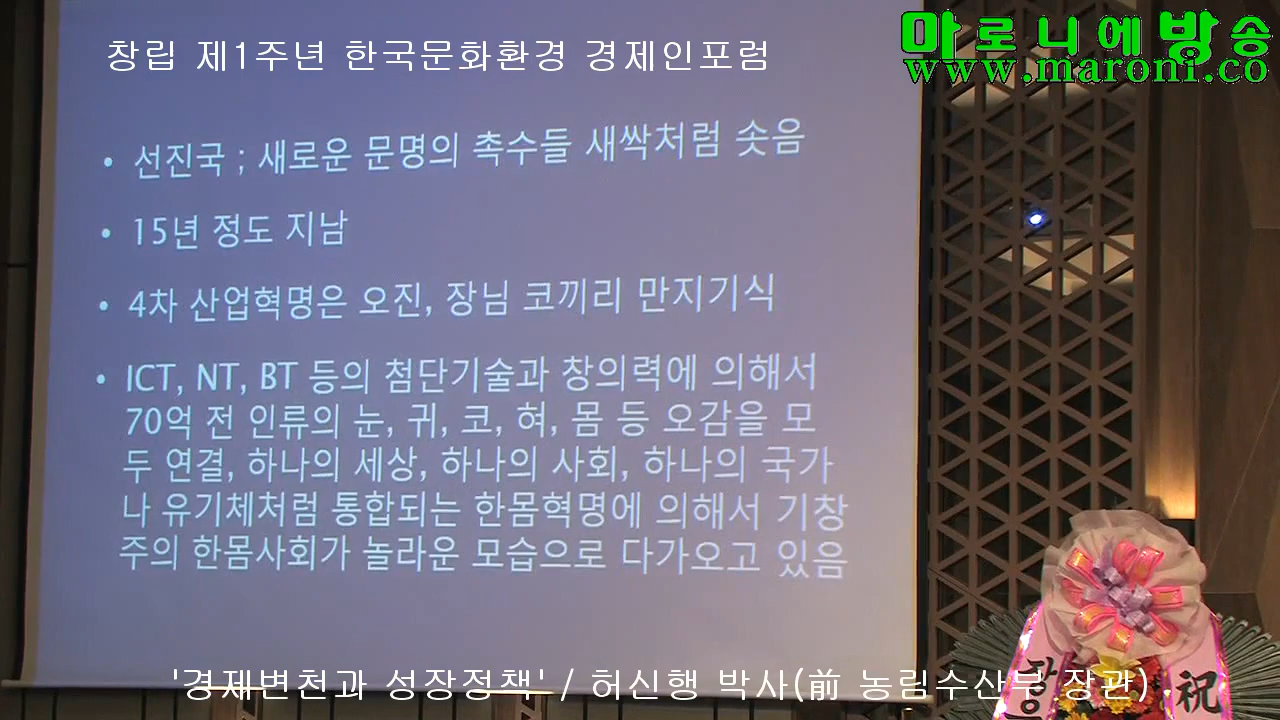 창립 제1주년 한국문화환경 경제인포럼
마로니에방송
www.maroni.co
• 선진국 ; 새로운 문명의 촉수들 새싹처럼 솟음
• 15년 정도 지남
• 4차 산업혁명은 오진, 장님 코끼리 만지기식
• ICT, NT, BT 등의 첨단기술과 창의력에 의해서
70억 전 인류의 눈, 귀, 코, 혀, 몸 등 오감을 모
두 연결, 하나의 세상, 하나의 사회, 하나의 국가
나 유기체처럼 통합되는 한몸혁명에 의해서 기창
주의 한몸사회가 놀라운 모습으로 다가오고 있음
'경제변천과 성장정책' / 허신행 박사(前 농림수산부 장관)
祝